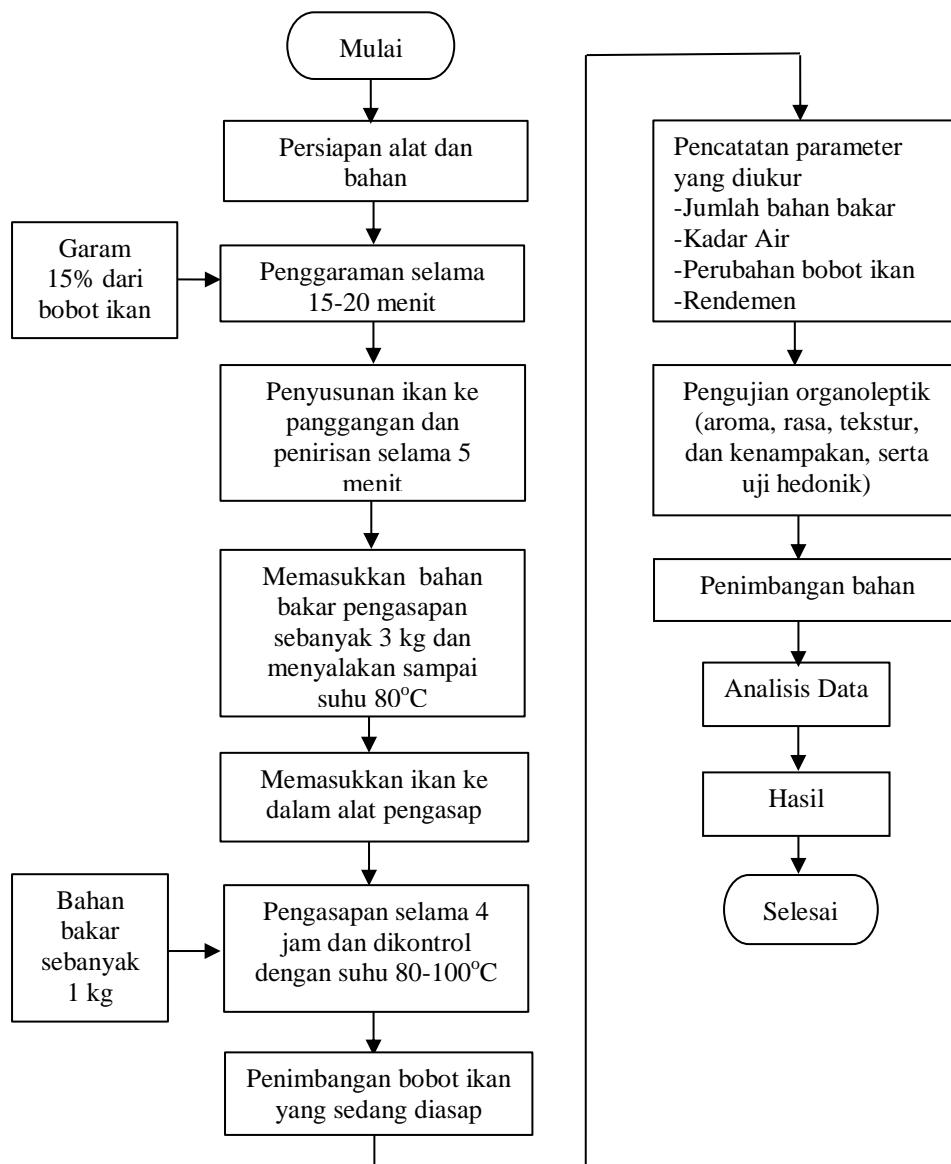 Mulai
Persiapan alat dan
bahan
Garam
15% dari
bobot ikan
Penggaraman selama
15-20 menit
Penyusunan ikan ke
panggangan dan
penirisan selama 5
menit
Memasukkan bahan
bakar pengasapan
sebanyak 3 kg dan
menyalakan sampai
suhu 80°C
Memasukkan ikan ke
dalam alat pengasap
Bahan
bakar
sebanyak
1 kg
Pengasapan selama 4
jam dan dikontrol
dengan suhu 80-100°C
Penimbangan bobot ikan
yang sedang diasap
Pencatatan parameter
yang diukur
-Jumlah bahan bakar
-Kadar Air
-Perubahan bobot ikan
-Rendemen
Pengujian organoleptik
(aroma, rasa, tekstur,
dan kenampakan, serta
uji hedonik)
Penimbangan bahan
Analisis Data
Hasil
Selesai